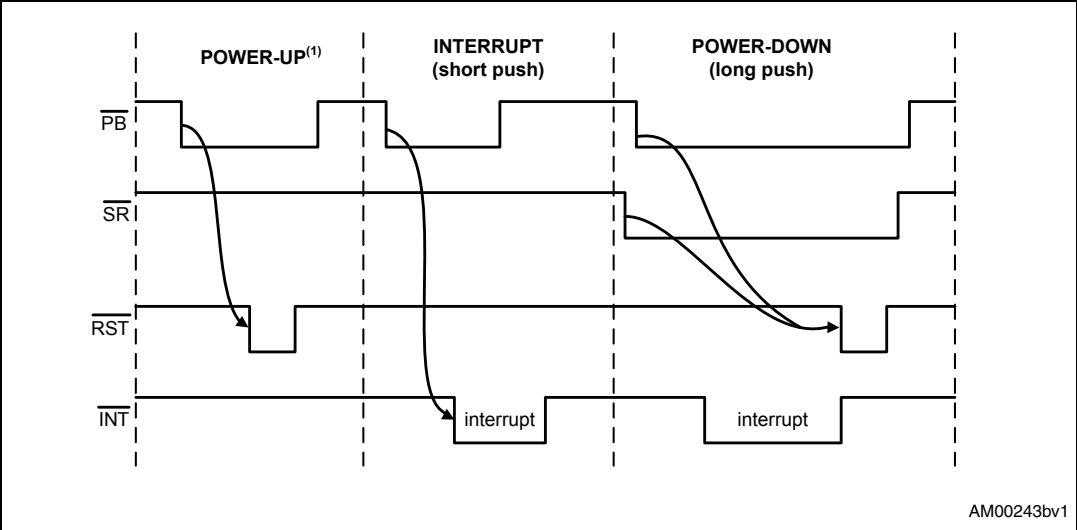 POWER-UP(1)
INTERRUPT
(short push)
POWER-DOWN
(long push)
PB
SR
RST
INT
interrupt
interrupt
AM00243bv1